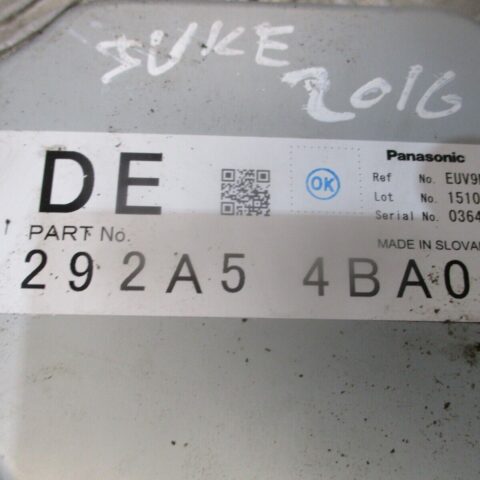 JUKE
2016
DE
OK
Panasonic
Ref No. EUV9
Lot No. 1510
Serial No. 0364
PART No.
MADE IN SLOVA
292A5 4BA0